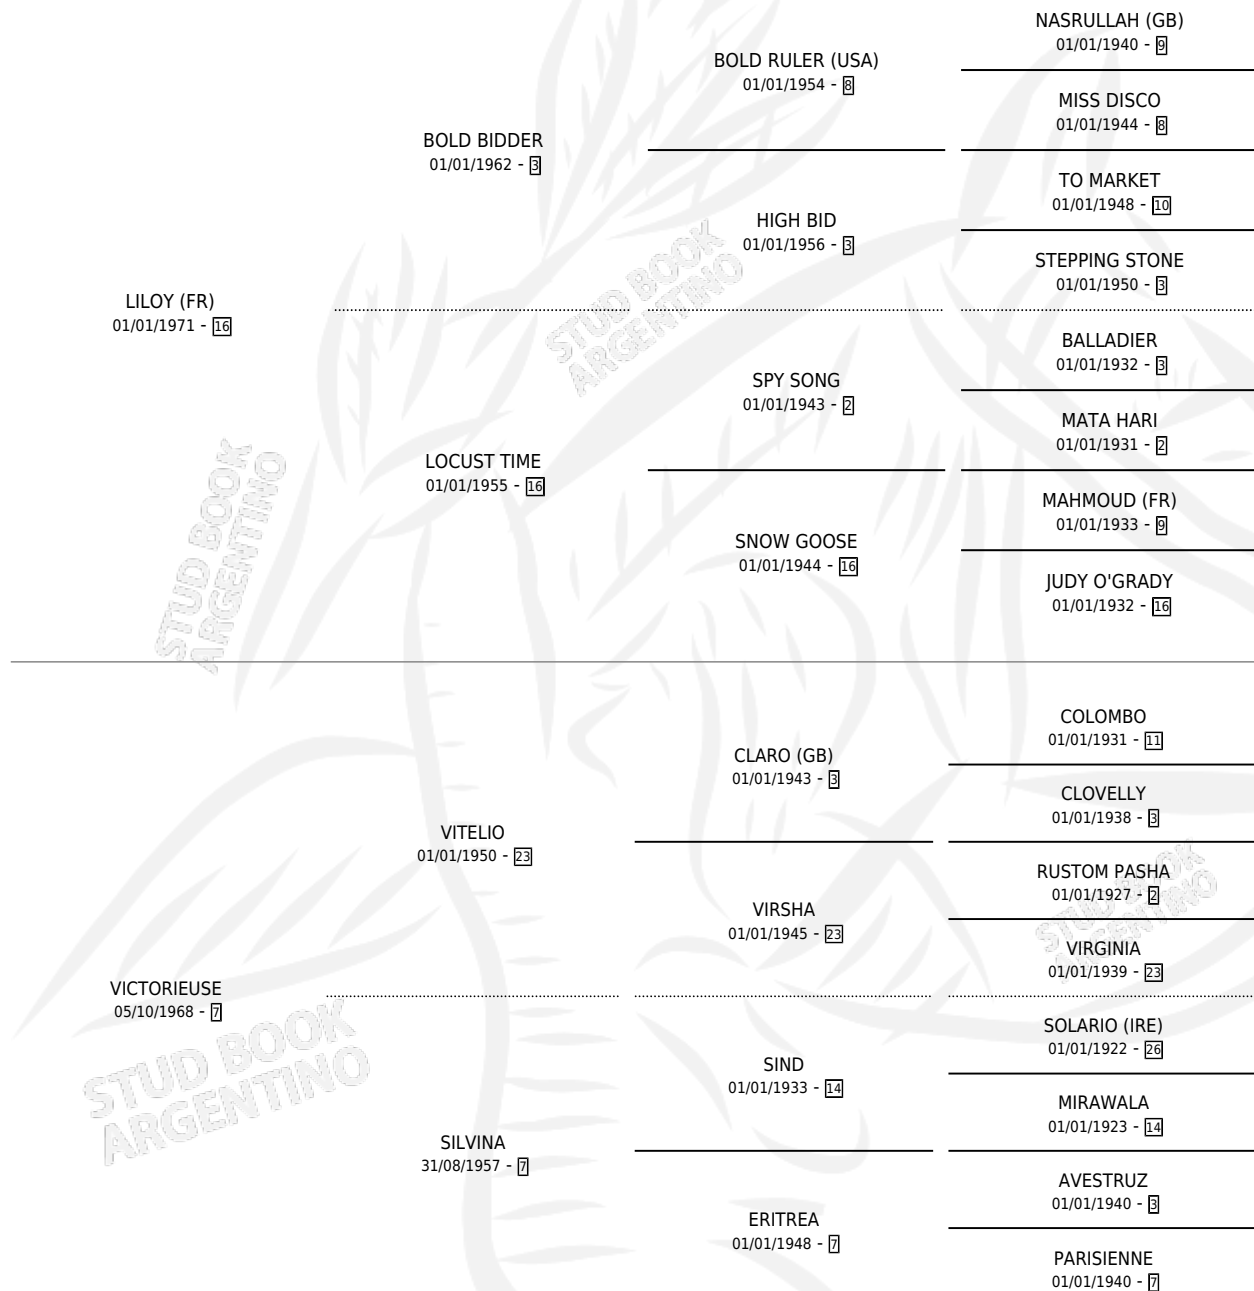 NASRULLAH (GB)
01/01/1940 - 9
BOLD RULER (USA)
01/01/1954 - 8
MISS DISCO
01/01/1944 - 8
BOLD BIDDER
01/01/1962 - 3
TO MARKET
01/01/1948 - 10
HIGH BID
01/01/1956 - 3
STEPPING STONE
01/01/1950 - 3
LILOY (FR)
01/01/1971 - 16
BALLADIER
01/01/1932 - 3
SPY SONG
01/01/1943 - 2
MATA HARI
01/01/1931 - 2
LOCUST TIME
01/01/1955 - 16
MAHMOUD (FR)
01/01/1933 - 9
SNOW GOOSE
01/01/1944 - 16
JUDY O'GRADY
01/01/1932 - 16
COLOMBO
01/01/1931 - 11
CLARO (GB)
01/01/1943 - 3
CLOVELLY
01/01/1938 - 3
VITELIO
01/01/1950 - 23
RUSTOM PASHA
01/01/1927 - 2
VIRSHA
01/01/1945 - 23
VIRGINIA
01/01/1939 - 23
VICTORIEUSE
05/10/1968 - 7
SOLARIO (IRE)
01/01/1922 - 26
SIND
01/01/1933 - 14
MIRAWALA
01/01/1923 - 14
SILVINA
31/08/1957 - 7
AVESTRUZ
01/01/1940 - 3
ERITREA
01/01/1948 - 7
PARISIENNE
01/01/1940 - 7
STUD BOOK
ARGENTINO
STUD BOOK
ARGENTINO
STUD BOOK
ARGENTINO
STUD BOOK
ARGENTINO